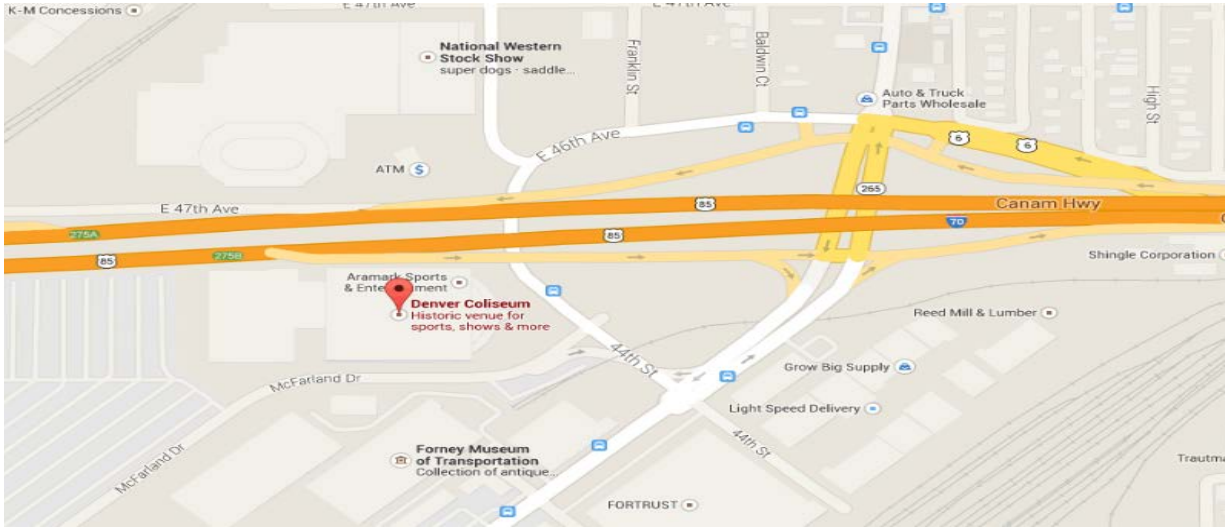 K-M Concessions
E 47th Ave
E 47th Ave
National Western
Stock Show
super dogs · saddle...
Franklin St
Baldwin Ct
Auto & Truck
Parts Wholesale
High St
6
6
E 46th Ave
ATM
$
265
E 47th Ave
85
Canam Hwy
275A
85
70
85
275B
Shingle Corporation
Aramark Sports
Denver Coliseum
Historic venue for
sports, shows & more
Reed Mill & Lumber
44th St
Grow Big Supply
McFarland Dr
Light Speed Delivery
44th St
Forney Museum
of Transportation
Collection of antique...
McFarland Dr
FORTRUST